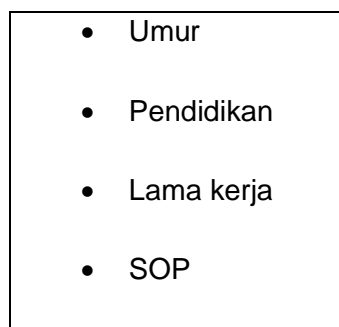 • Umur
• Pendidikan
• Lama kerja
• SOP